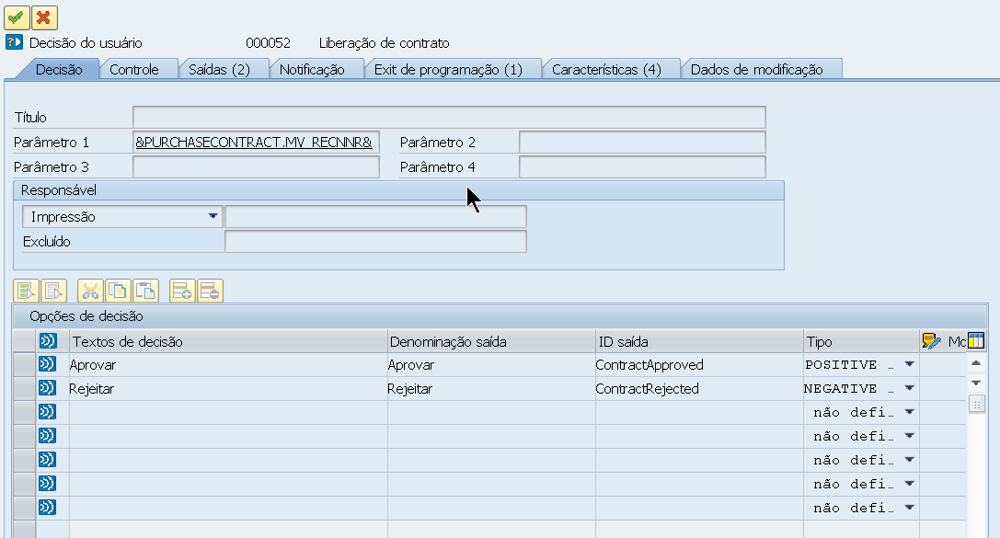 Decisão do usuário 000052 Liberação de contrato
Decisão Controle Saídas (2) Notificação Exit de programação (1) Características (4) Dados de modificação
Título
Parâmetro 1 &PURCHASECONTRACT.MV_RECNNR& Parâmetro 2
Parâmetro 3 Parâmetro 4
Responsável
Impressão
Excluído
Opções de decisão
Textos de decisão Denominação saída ID saída Tipo Mc
Aprovar Aprovar ContractApproved POSITIVE …
Rejeitar Rejeitar ContractRejected NEGATIVE …
não defi…
não defi…
não defi…
não defi…
não defi…